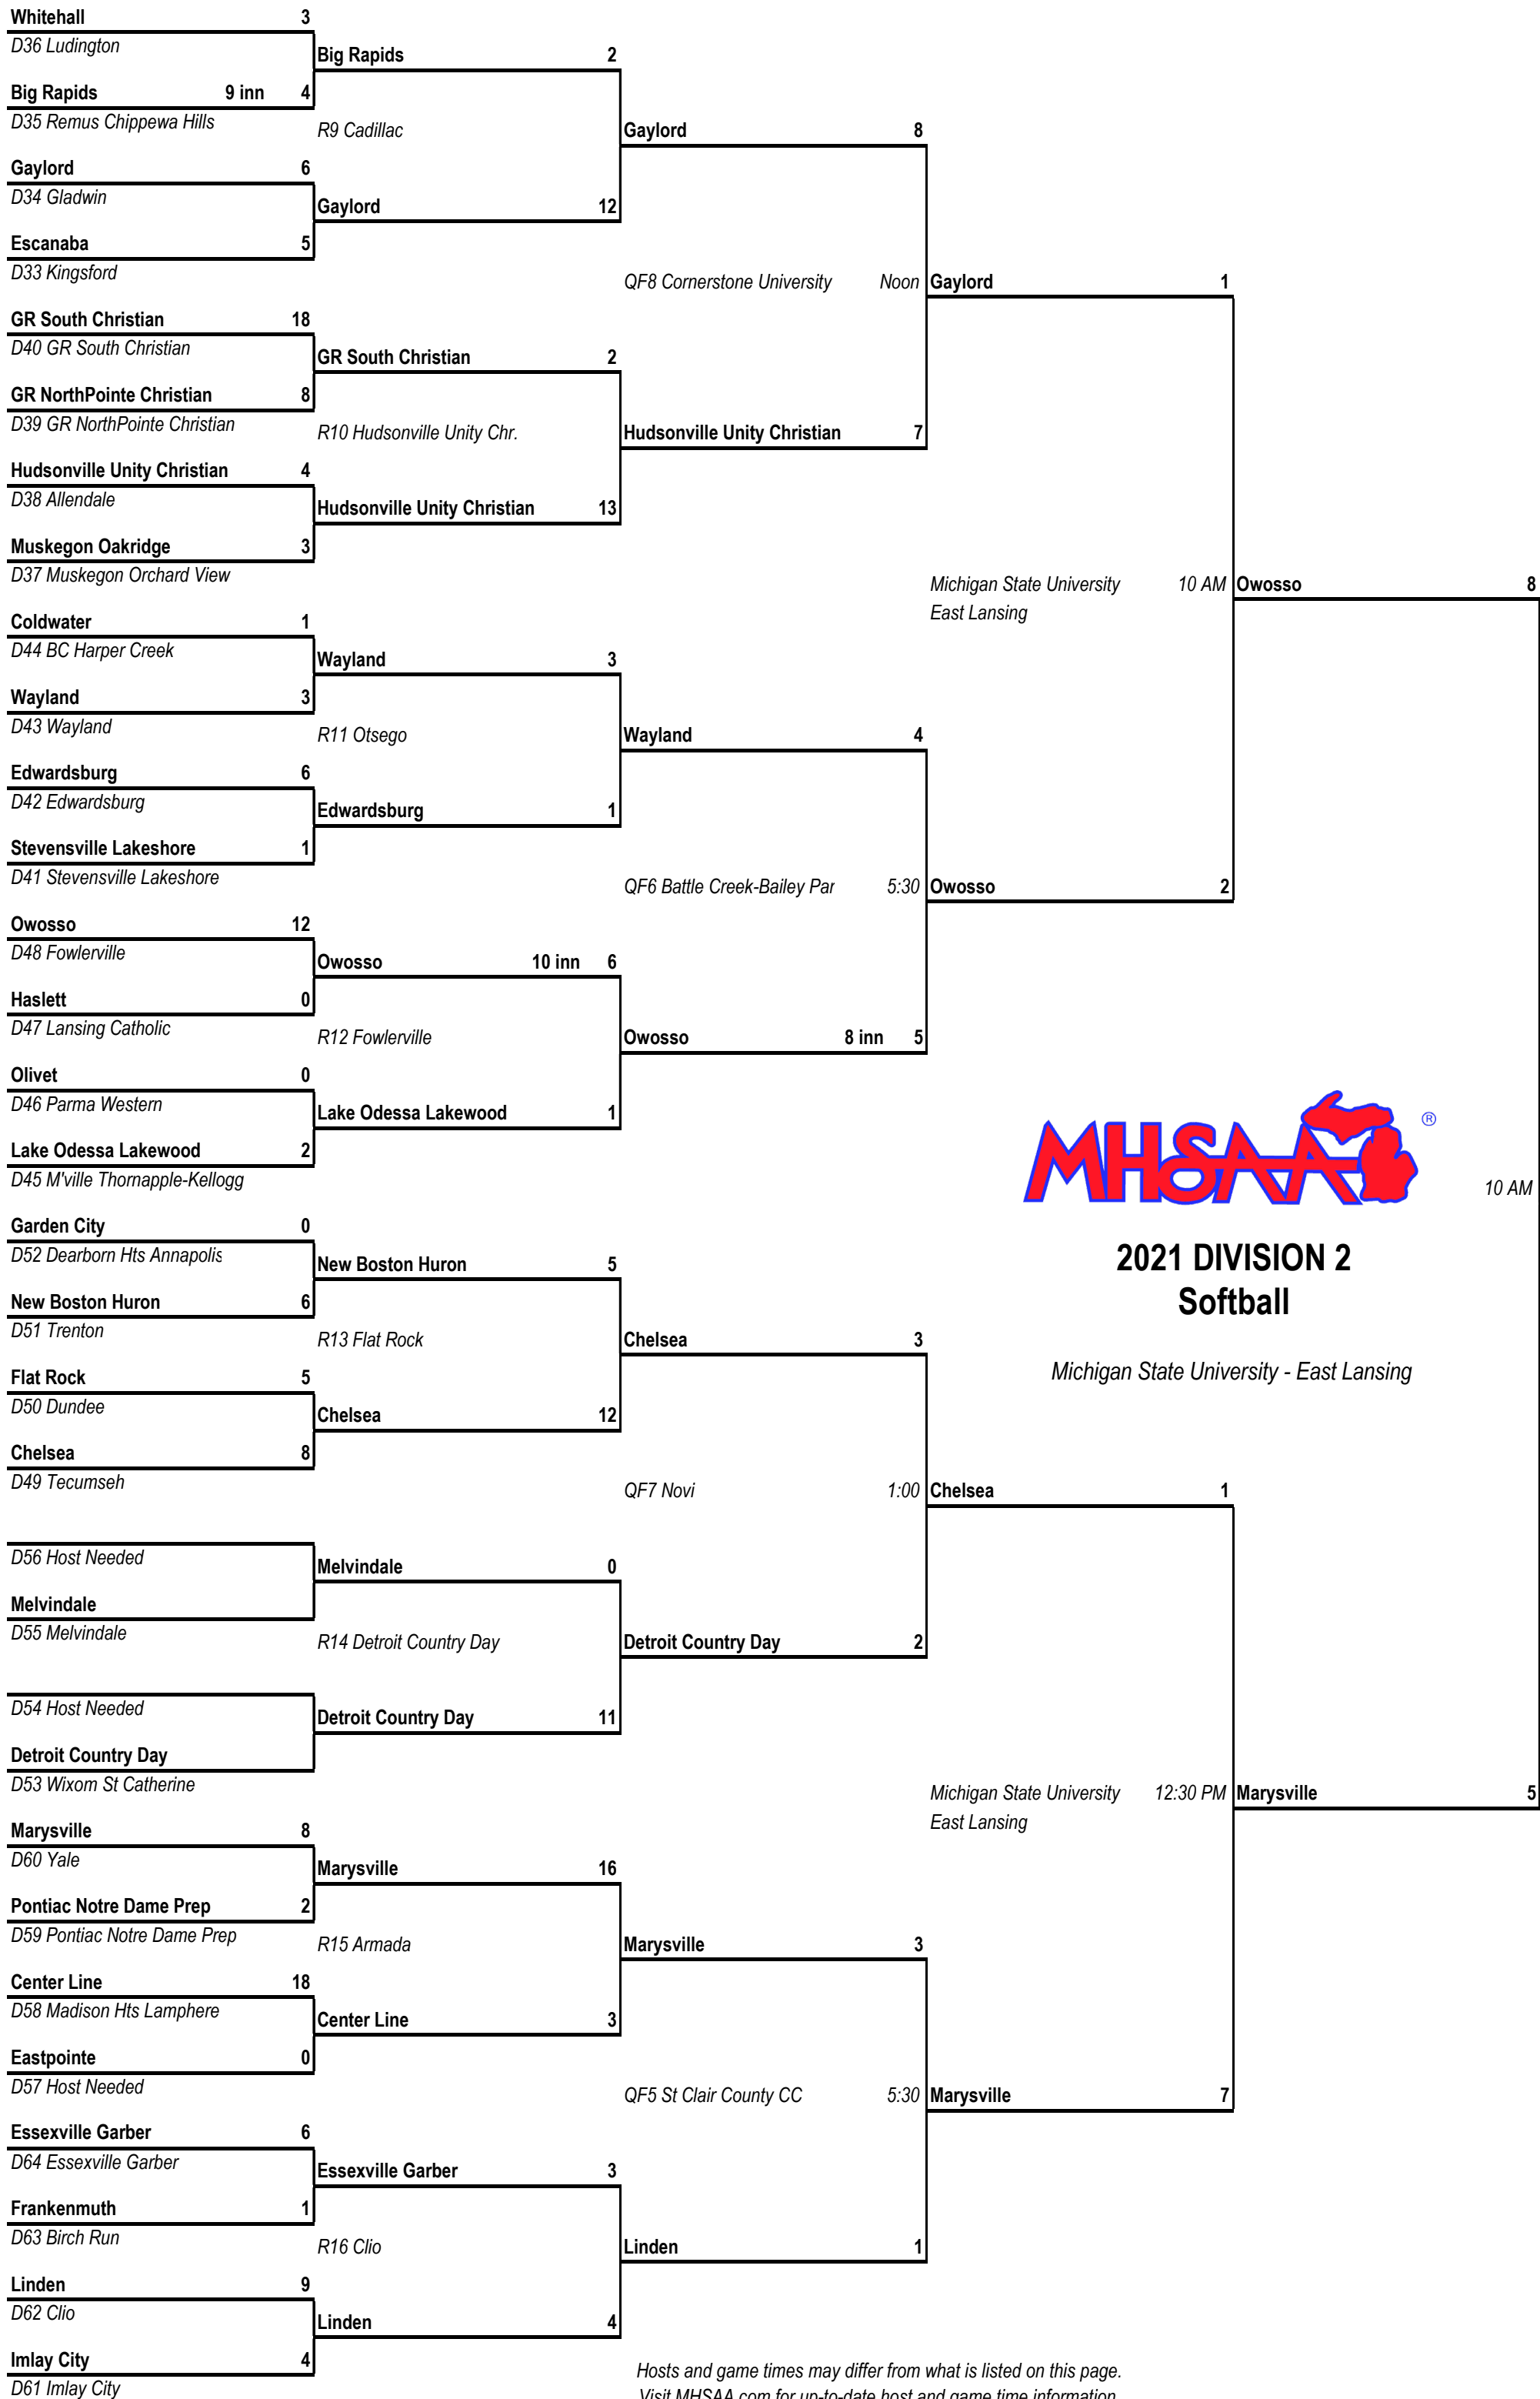 Whitehall 3
D36 Ludington
Big Rapids 2
Big Rapids 9 inn 4
D35 Remus Chippewa Hills
R9 Cadillac
Gaylord 8
Gaylord 6
D34 Gladwin
Gaylord 12
Escanaba 5
D33 Kingsford
QF8 Cornerstone University Noon
Gaylord 1
GR South Christian 18
D40 GR South Christian
GR South Christian 2
GR NorthPointe Christian 8
D39 GR NorthPointe Christian
R10 Hudsonville Unity Chr.
Hudsonville Unity Christian 7
Hudsonville Unity Christian 4
D38 Allendale
Hudsonville Unity Christian 13
Muskegon Oakridge 3
D37 Muskegon Orchard View
Michigan State University 10 AM
East Lansing
Owosso 8
Coldwater 1
D44 BC Harper Creek
Wayland 3
Wayland 3
D43 Wayland
R11 Otsego
Wayland 4
Edwardsburg 6
D42 Edwardsburg
Edwardsburg 1
Stevensville Lakeshore 1
D41 Stevensville Lakeshore
QF6 Battle Creek-Bailey Par 5:30
Owosso 2
Owosso 12
D48 Fowlerville
Owosso 10 inn 6
Haslett 0
D47 Lansing Catholic
R12 Fowlerville
Owosso 8 inn 5
Olivet 0
D46 Parma Western
Lake Odessa Lakewood 1
Lake Odessa Lakewood 2
D45 M'ville Thornapple-Kellogg
MHSAA ®
10 AM
2021 DIVISION 2
Softball
Michigan State University - East Lansing
Garden City 0
D52 Dearborn Hts Annapolis
New Boston Huron 5
New Boston Huron 6
D51 Trenton
R13 Flat Rock
Chelsea 3
Flat Rock 5
D50 Dundee
Chelsea 12
Chelsea 8
D49 Tecumseh
QF7 Novi 1:00
Chelsea 1
D56 Host Needed
Melvindale 0
Melvindale
D55 Melvindale
R14 Detroit Country Day
Detroit Country Day 2
D54 Host Needed
Detroit Country Day 11
Detroit Country Day
D53 Wixom St Catherine
Michigan State University 12:30 PM
East Lansing
Marysville 5
Marysville 8
D60 Yale
Marysville 16
Pontiac Notre Dame Prep 2
D59 Pontiac Notre Dame Prep
R15 Armada
Marysville 3
Center Line 18
D58 Madison Hts Lamphere
Center Line 3
Eastpointe 0
D57 Host Needed
QF5 St Clair County CC 5:30
Marysville 7
Essexville Garber 6
D64 Essexville Garber
Essexville Garber 3
Frankenmuth 1
D63 Birch Run
R16 Clio
Linden 1
Linden 9
D62 Clio
Linden 4
Imlay City 4
D61 Imlay City
Hosts and game times may differ from what is listed on this page.
Visit MHSAA.com for up-to-date host and game time information.